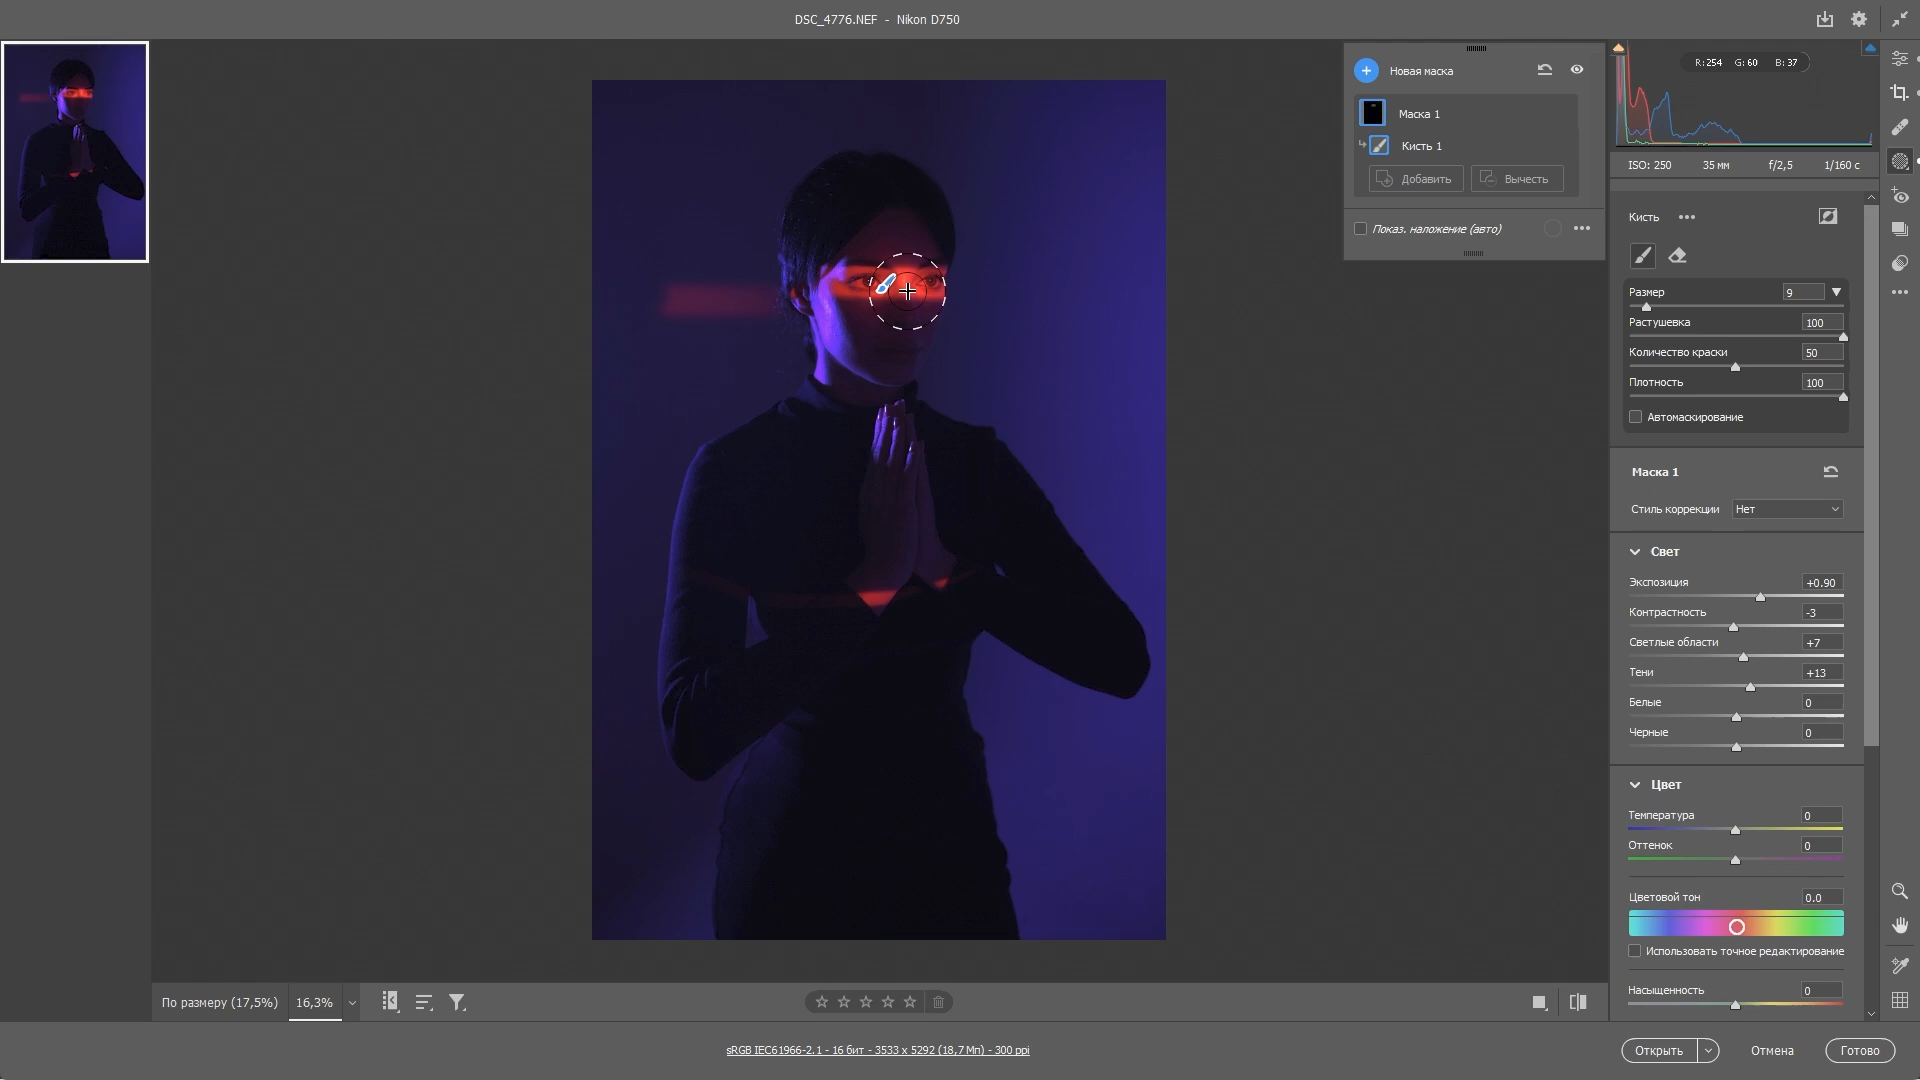 DSC_4776.NEF - Nikon D750
Новая маска
Маска 1
Кисть 1
Добавить Вычесть
Показ. наложение (авто)
R: 254 G: 60 B: 37
ISO: 250 35 мм f/2,5 1/160 с
Кисть
Размер 9
Растушевка 100
Количество краски 50
Плотность 100
Автомаскирование
Маска 1
Стиль коррекции Нет
Свет
Экспозиция +0.90
Контрастность -3
Светлые области +7
Тени +13
Белые 0
Черные 0
Цвет
Температура 0
Оттенок 0
Цветовой тон 0.0
Использовать точное редактирование
Насыщенность 0
По размеру (17,5%) 16,3%
sRGB IEC61966-2.1 - 16 бит - 3533 x 5292 (18,7 Мп) - 300 ppi
Открыть Отмена Готово